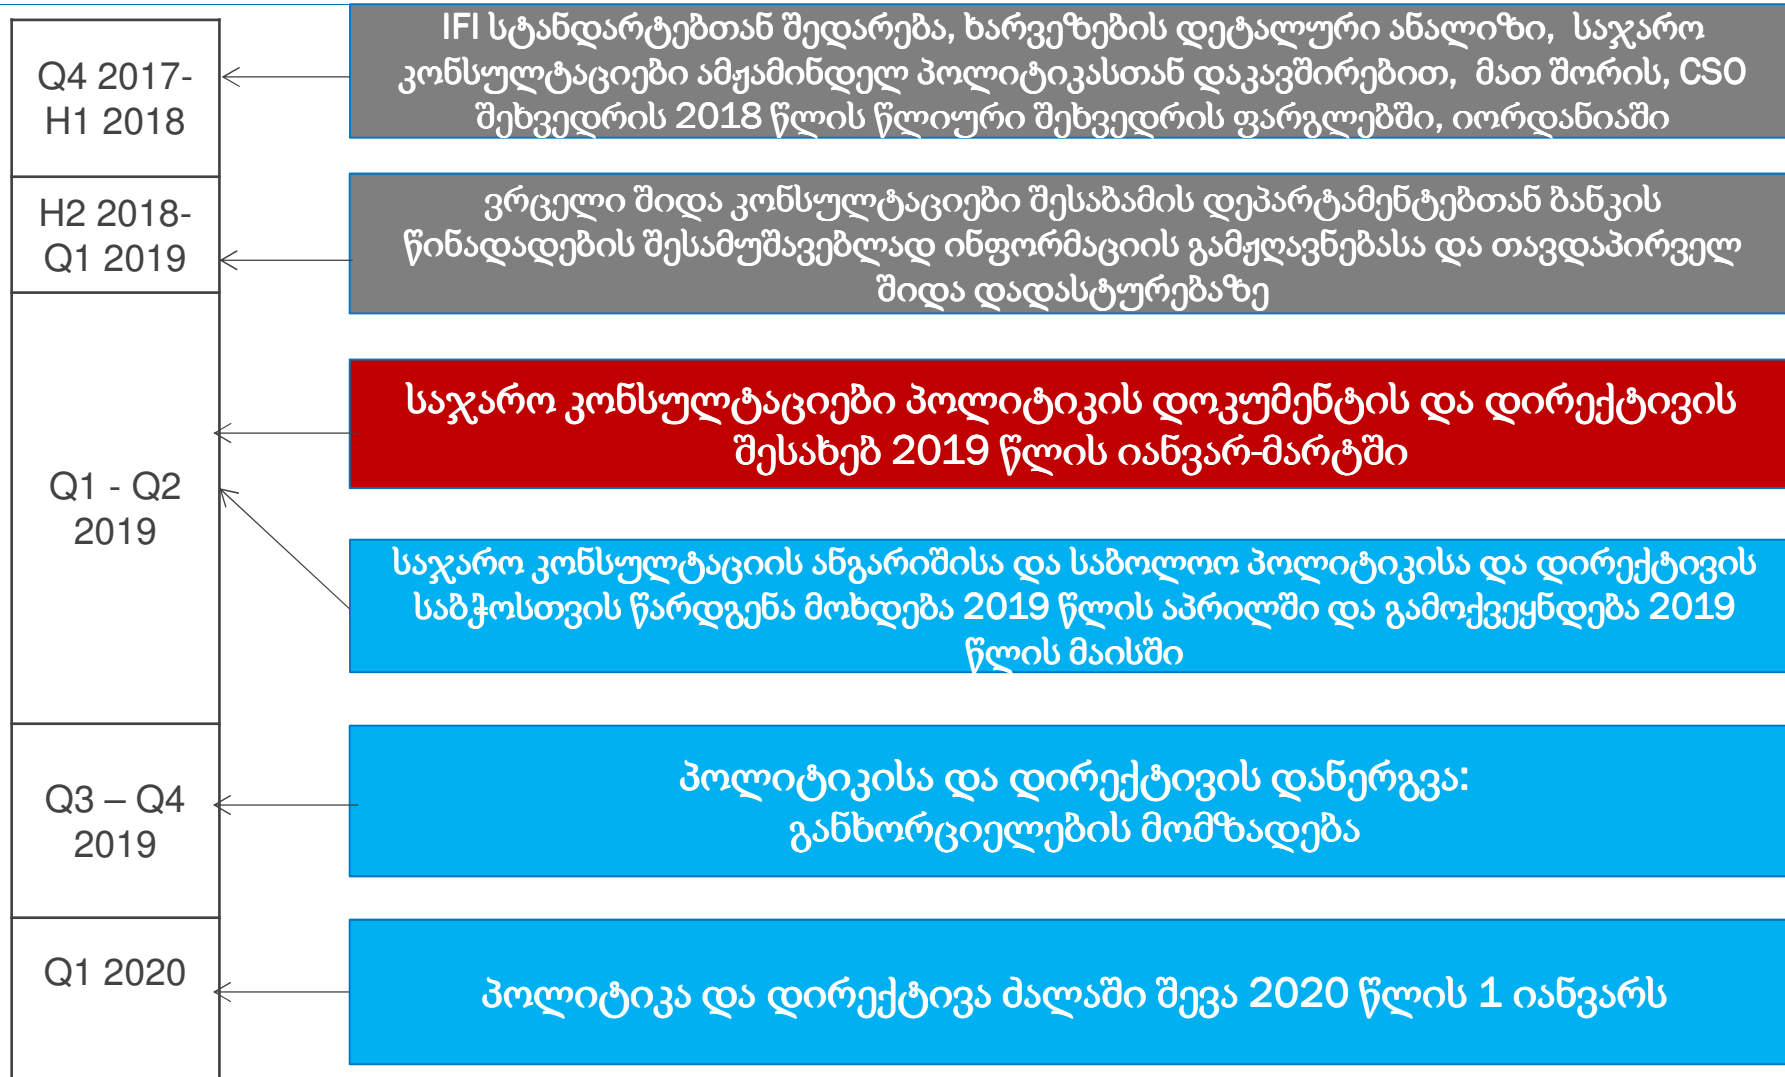 Q4 2017-
H1 2018
IFI სტანდარტებთან შედარება, ხარვეზების დეტალური ანალიზი, საჯარო
კონსულტაციები ამჟამინდელ პოლიტიკასთან დაკავშირებით, მათ შორის, CSO
შეხვედრის 2018 წლის წლიური შეხვედრის ფარგლებში, იორდანიაში
H2 2018-
Q1 2019
ვრცელი შიდა კონსულტაციები შესაბამის დეპარტამენტებთან ბანკის
წინადადების შესამუშავებლად ინფორმაციის გამჟღავნებასა და თავდაპირველ
შიდა დადასტურებაზე
Q1 - Q2
2019
საჯარო კონსულტაციები პოლიტიკის დოკუმენტის და დირექტივის
შესახებ 2019 წლის იანვარ-მარტში
საჯარო კონსულტაციის ანგარიშისა და საბოლოო პოლიტიკისა და დირექტივის
საბჭოსთვის წარდგენა მოხდება 2019 წლის აპრილში და გამოქვეყნდება 2019
წლის მაისში
Q3 – Q4
2019
პოლიტიკისა და დირექტივის დანერგვა:
განხორციელების მომზადება
Q1 2020
პოლიტიკა და დირექტივა ძალაში შევა 2020 წლის 1 იანვარს